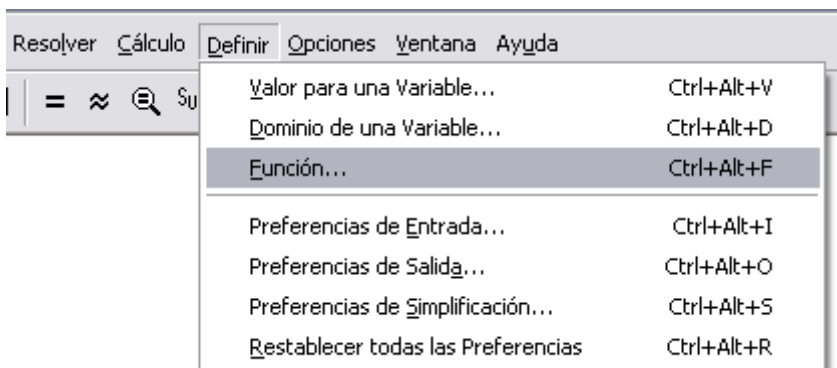 Resolver Cálculo Definir Opciones Ventana Ayuda
= ≈ Su
Valor para una Variable... Ctrl+Alt+V
Dominio de una Variable... Ctrl+Alt+D
Función... Ctrl+Alt+F
Preferencias de Entrada... Ctrl+Alt+I
Preferencias de Salida... Ctrl+Alt+O
Preferencias de Simplificación... Ctrl+Alt+S
Restablecer todas las Preferencias Ctrl+Alt+R